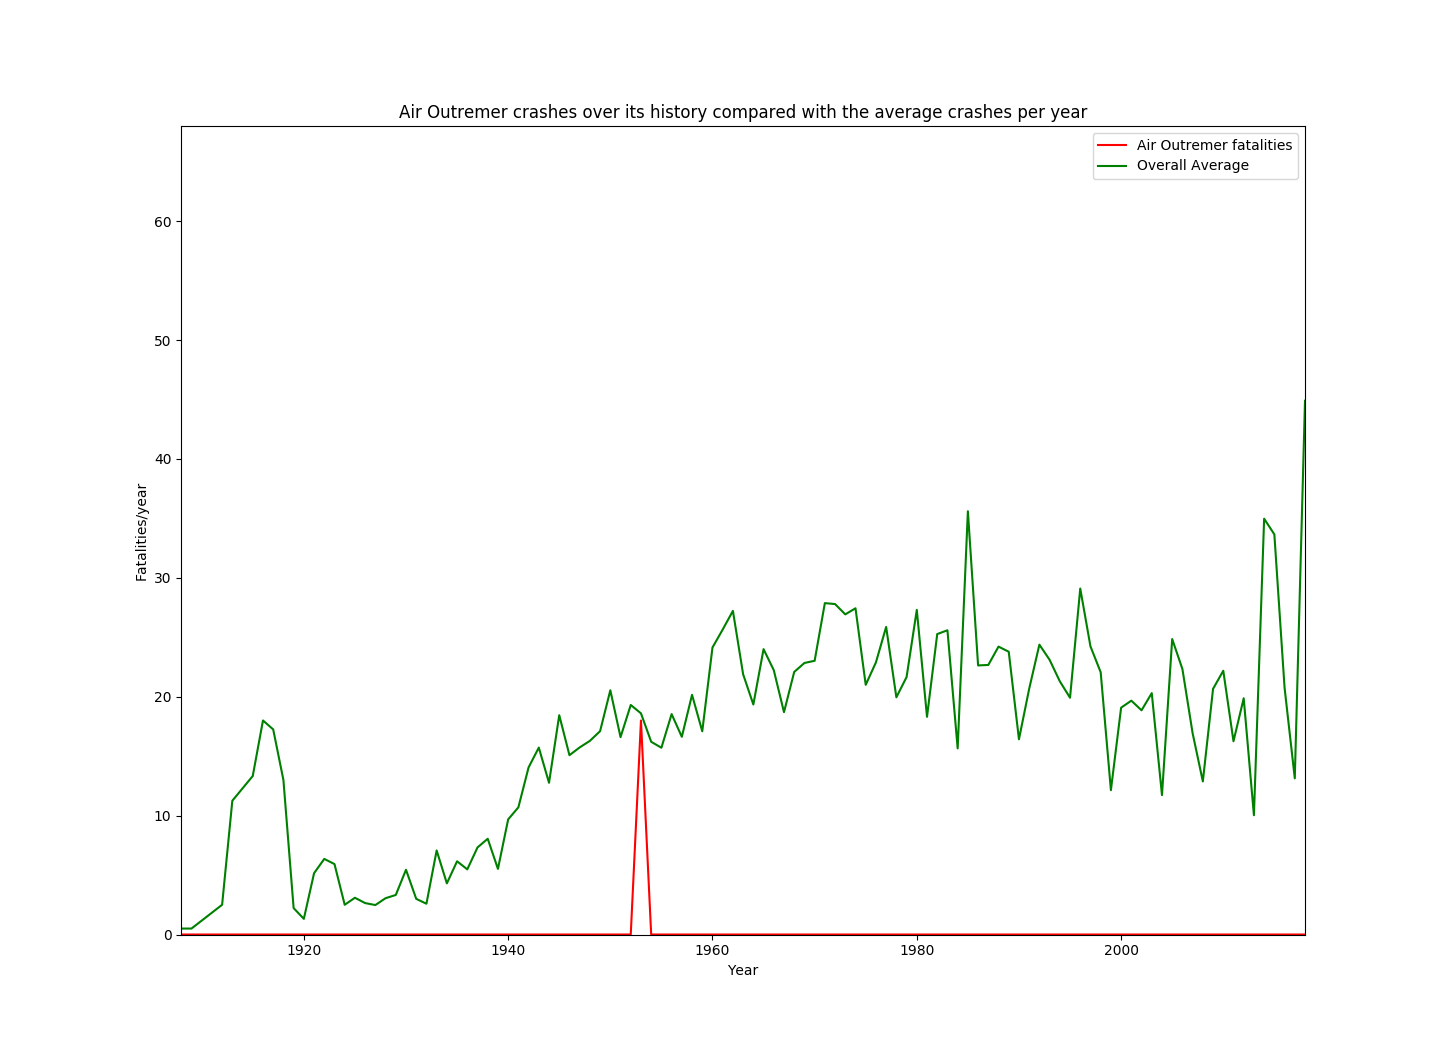 Air Outremer crashes over its history compared with the average crashes per year
Air Outremer fatalities
Overall Average
60
50
40
30
20
10
0
Fatalities/year
1920
1940
1960
1980
2000
Year